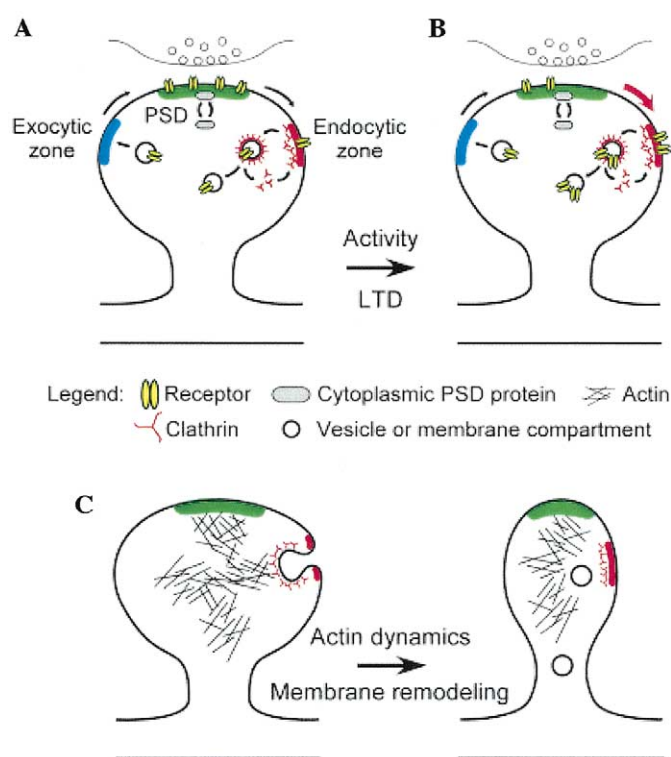 A
B
PSD
Exocytic
zone
Endocytic
zone
Activity
LTD
Legend: Receptor Cytoplasmic PSD protein Actin
Clathrin Vesicle or membrane compartment
C
Actin dynamics
Membrane remodeling